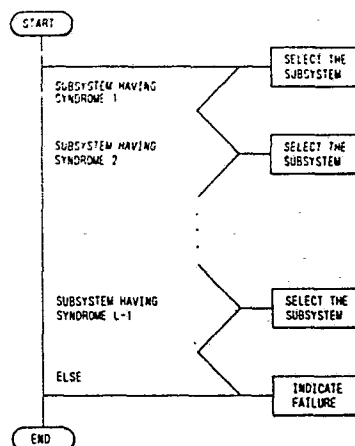 START
SELECT THE
SUBSYSTEM
SUBSYSTEM HAVING
SYNDROME 1
SUBSYSTEM HAVING
SYNDROME 2
SELECT THE
SUBSYSTEM
SUBSYSTEM HAVING
SYNDROME L-1
SELECT THE
SUBSYSTEM
ELSE
INDICATE
FAILURE
END